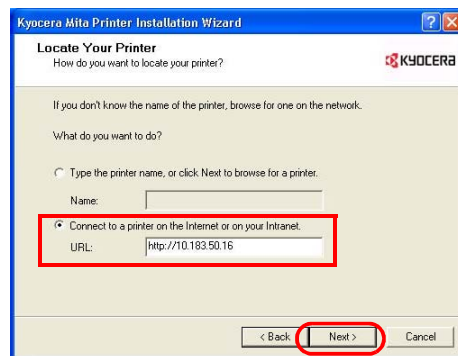 Kyocera Mita Printer Installation Wizard
Locate Your Printer
How do you want to locate your printer?
KYOCERA
If you don't know the name of the printer, browse for one on the network.
What do you want to do?
Type the printer name, or click Next to browse for a printer.
Name:
Connect to a printer on the Internet or on your Intranet.
URL: http://10.183.50.16
< Back Next > Cancel